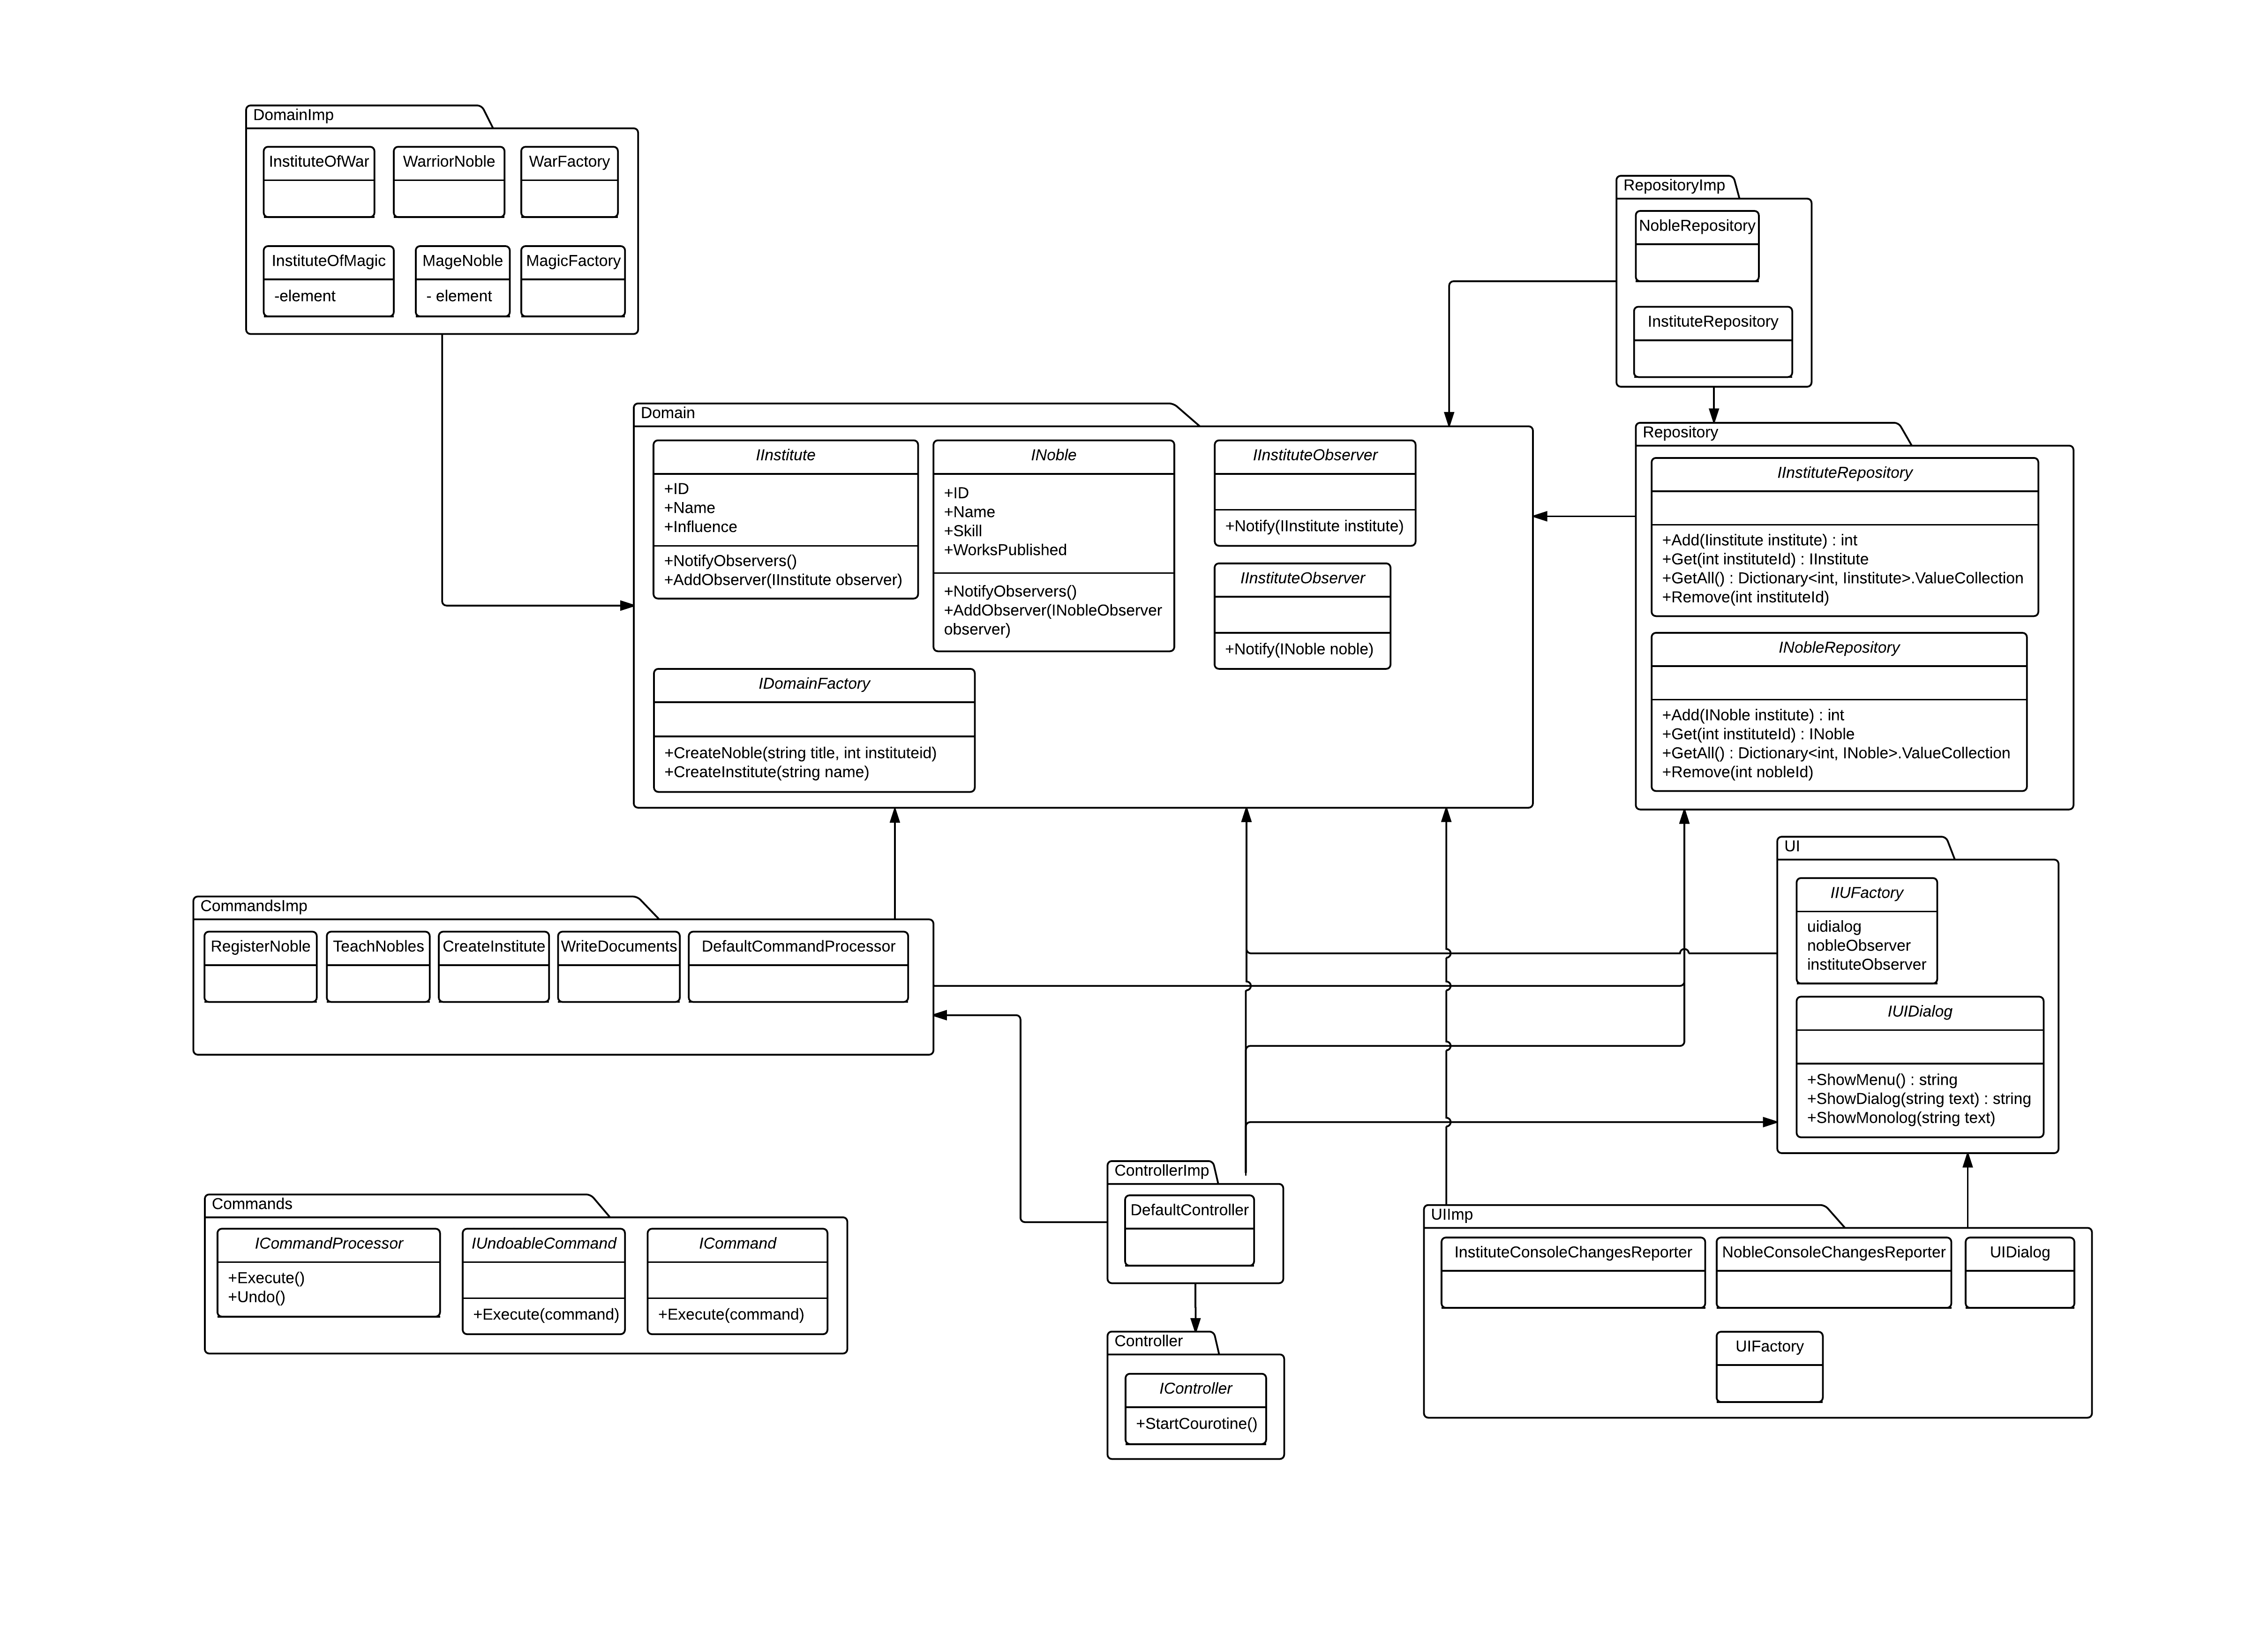 DomainImp
InstituteOfWar
WarriorNoble
WarFactory
InstituteOfMagic
-element
MageNoble
- element
MagicFactory
RepositoryImp
NobleRepository
InstituteRepository
Domain
IInstitute
+ID
+Name
+Influence
+NotifyObservers()
+AddObserver(IInstitute observer)
INoble
+ID
+Name
+Skill
+WorksPublished
+NotifyObservers()
+AddObserver(INobleObserver
observer)
IInstituteObserver
+Notify(IInstitute institute)
IInstituteObserver
+Notify(INoble noble)
IDomainFactory
+CreateNoble(string title, int instituteid)
+CreateInstitute(string name)
Repository
IInstituteRepository
+Add(Iinstitute institute) : int
+Get(int instituteId) : IInstitute
+GetAll() : Dictionary<int, Iinstitute>.ValueCollection
+Remove(int instituteId)
INobleRepository
+Add(INoble institute) : int
+Get(int instituteId) : INoble
+GetAll() : Dictionary<int, INoble>.ValueCollection
+Remove(int nobleId)
UI
IIUFactory
uidialog
nobleObserver
instituteObserver
IUIDialog
+ShowMenu() : string
+ShowDialog(string text) : string
+ShowMonolog(string text)
CommandsImp
RegisterNoble
TeachNobles
CreateInstitute
WriteDocuments
DefaultCommandProcessor
Commands
ICommandProcessor
+Execute()
+Undo()
IUndoableCommand
+Execute(command)
ICommand
+Execute(command)
ControllerImp
DefaultController
Controller
IController
+StartCourotine()
UIImp
InstituteConsoleChangesReporter
NobleConsoleChangesReporter
UIDialog
UIFactory